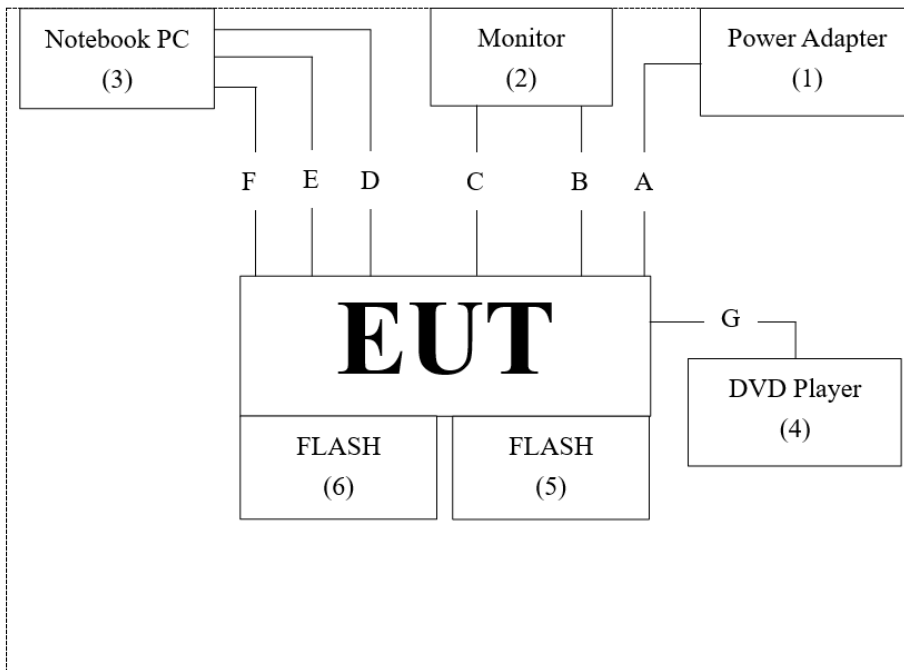 Notebook PC
(3)
Monitor
(2)
Power Adapter
(1)
F
E
D
C
B
A
EUT
G
DVD Player
(4)
FLASH
(6)
FLASH
(5)